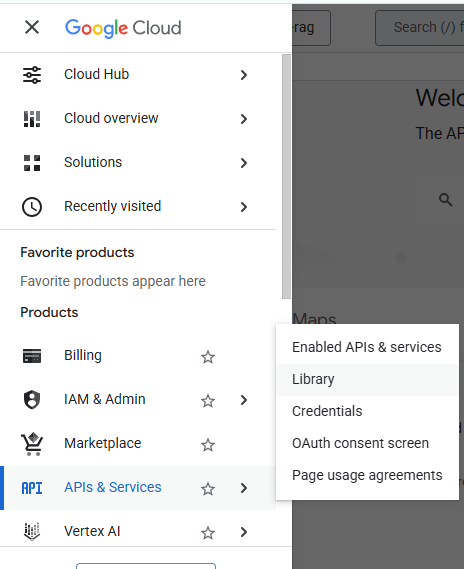 Google Cloud
-rag
Search (/) f
Cloud Hub
Cloud overview
Solutions
Recently visited
Favorite products
Favorite products appear here
Products
Billing
IAM & Admin
Marketplace
API
APIs & Services
Vertex AI
Welc
The AP
Maps
Enabled APIs & services
Library
Credentials
OAuth consent screen
Page usage agreements